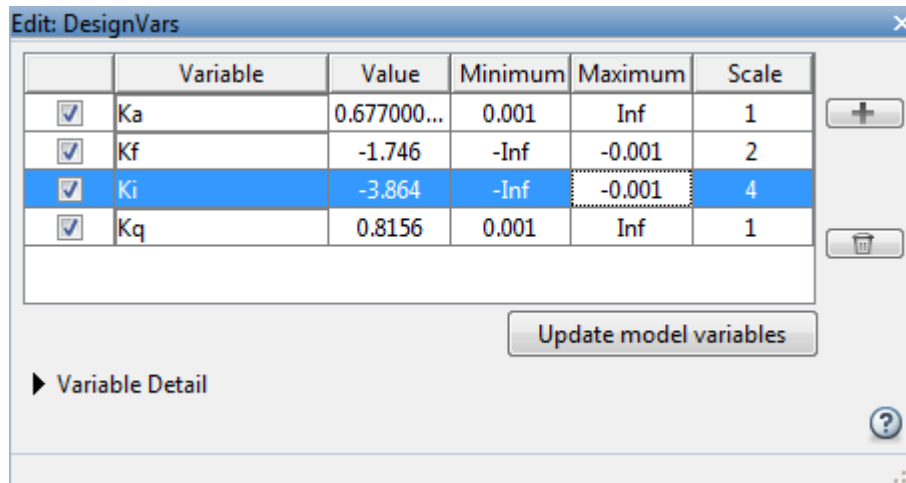 Edit: DesignVars
Variable Value Minimum Maximum Scale
Ka 0.677000... 0.001 Inf 1
Kf -1.746 -Inf -0.001 2
Ki -3.864 -Inf -0.001 4
Kq 0.8156 0.001 Inf 1
Update model variables
Variable Detail